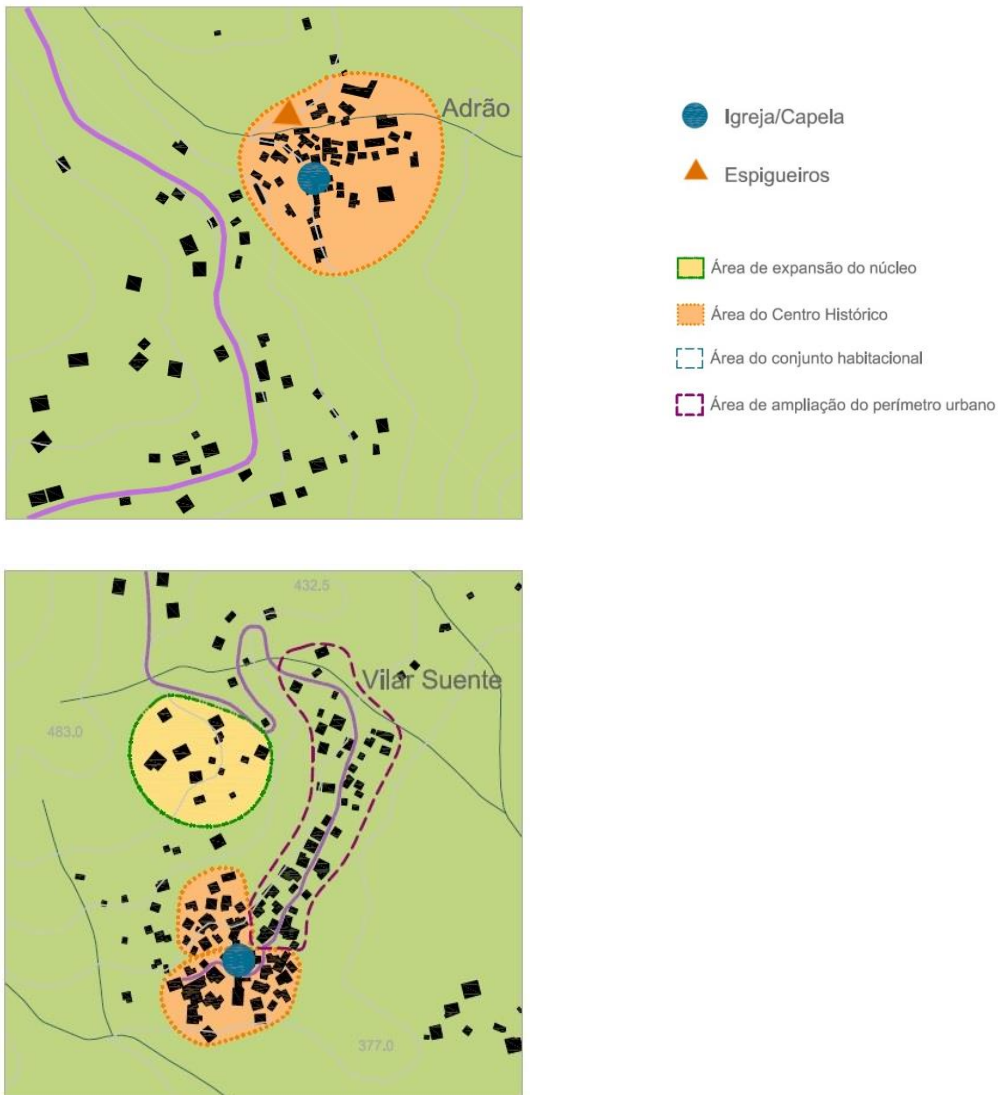 Adrão
Igreja/Capela
Espigueiros
Área de expansão do núcleo
Área do Centro Histórico
Área do conjunto habitacional
Área de ampliação do perímetro urbano
432.5
Vilar Suente
483.0
377.0